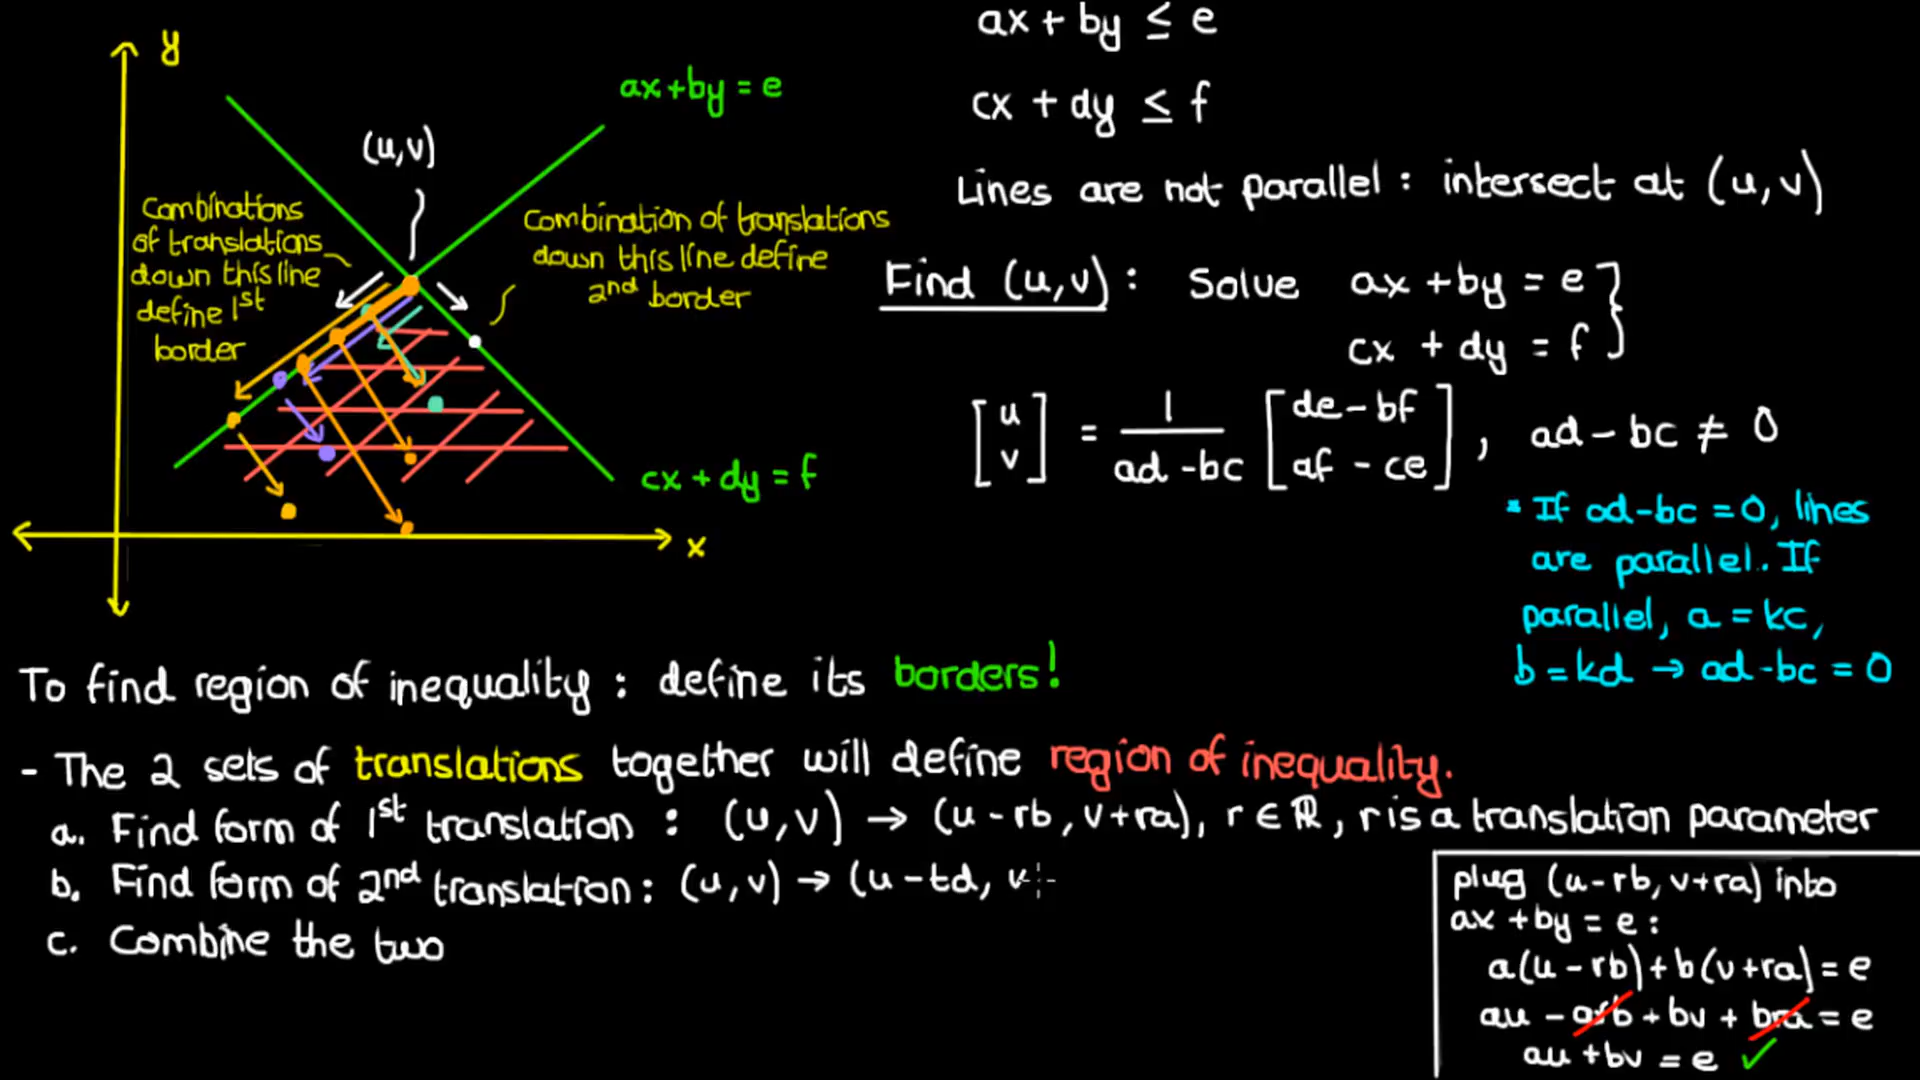 y
ax+by = e
(u,v)
Combinations
of translations
down this line
define 1st
border
Combination of translations
down this line define
2nd border
cx + dy = f
x
ax + by ≤ e
cx + dy ≤ f
Lines are not parallel : intersect at (u,v)
Find (u,v) : Solve ax +by = e }
cx + dy = f
[u v] = 1/(ad -bc) [de-bf af - ce] , ad - bc ≠ 0
* If ad-bc = 0, lines
are parallel. If
parallel, a = kc,
b = kd → ad -bc = 0
To find region of inequality : define its borders!
- The 2 sets of translations together will define region of inequality.
a. Find form of 1st translation : (u,v) → (u - rb, v+ra), r ∈ ℝ, r is a translation parameter
b. Find form of 2nd translation : (u,v) → (u - td, v
c. Combine the two
plug (u-rb, v+ra) into
ax +by = e :
a(u - rb) + b(v+ra) = e
au - arb + bv + bra = e
au + bv = e ✓